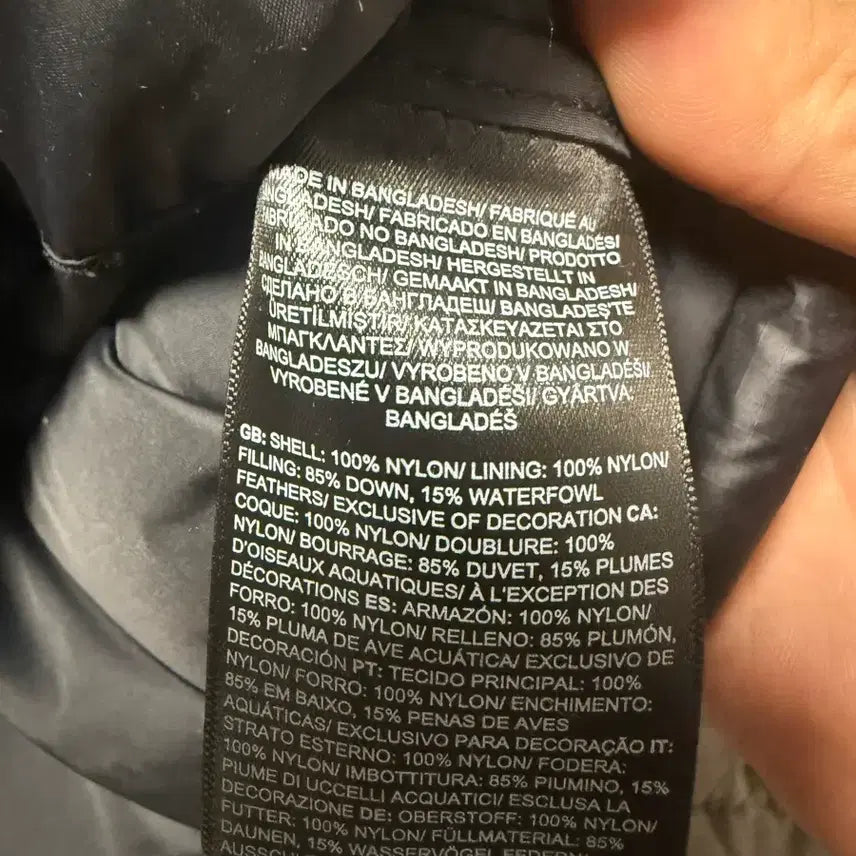 MADE IN BANGLADESH/ FABRIQUÉ AU
BANGLADESH/ FABRICADO EN BANGLADÉS/
FABRICADO NO BANGLADESH/ PRODOTTO
IN BANGLADESH/ HERGESTELLT IN
BANGLADESCH/ GEMAAKT IN BANGLADESH/
СДЕЛАНО В БАНГЛАДЕШ/ BANGLADEŞ'TE
ÜRETİLMİŞTİR/ ΚΑΤΑΣΚΕΥΑΖΕΤΑΙ ΣΤΟ
ΜΠΑΓΚΛΑΝΤΕΣ/ WYPRODUKOWANO W
BANGLADESZU/ VYROBENO V BANGLADÉŠI/
VYROBENÉ V BANGLADÉŠI/ GYÁRTVA:
BANGLADÉŠ
GB: SHELL: 100% NYLON/ LINING: 100% NYLON/
FILLING: 85% DOWN, 15% WATERFOWL
FEATHERS/ EXCLUSIVE OF DECORATION CA:
COQUE: 100% NYLON/ DOUBLURE: 100%
NYLON/ BOURRAGE: 85% DUVET, 15% PLUMES
D'OISEAUX AQUATIQUES/ À L'EXCEPTION DES
DÉCORATIONS ES: ARMAZÓN: 100% NYLON/
FORRO: 100% NYLON/ RELLENO: 85% PLUMÓN,
15% PLUMA DE AVE ACUÁTICA/ EXCLUSIVO DE
DECORACIÓN PT: TECIDO PRINCIPAL: 100%
NYLON/ FORRO: 100% NYLON/ ENCHIMENTO:
85% EM BAIXO, 15% PENAS DE AVES
AQUÁTICAS/ EXCLUSIVO PARA DECORAÇÃO IT:
STRATO ESTERNO: 100% NYLON/ FODERA:
100% NYLON/ IMBOTTITURA: 85% PIUMINO, 15%
PIUME DI UCCELLI ACQUATICI/ ESCLUSA LA
DECORAZIONE DE: OBERSTOFF: 100% NYLON/
FUTTER: 100% NYLON/ FÜLLMATERIAL: 85%
DAUNEN, 15% WASSERVÖGEL FEDERN/